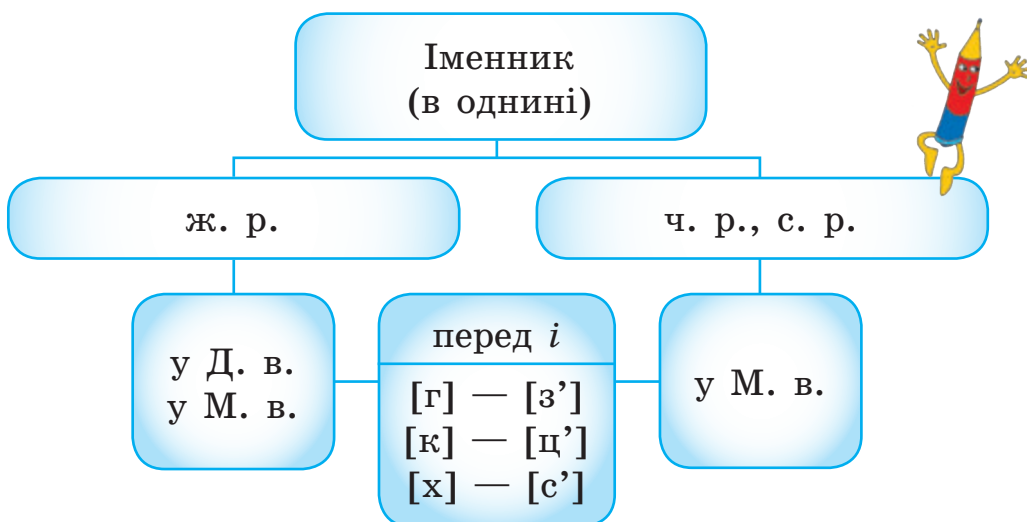 Іменник
(в однині)
ж. р.
ч. р., с. р.
у Д. в.
у М. в.
перед і
[г] — [з’]
[к] — [ц’]
[х] — [с’]
у М. в.